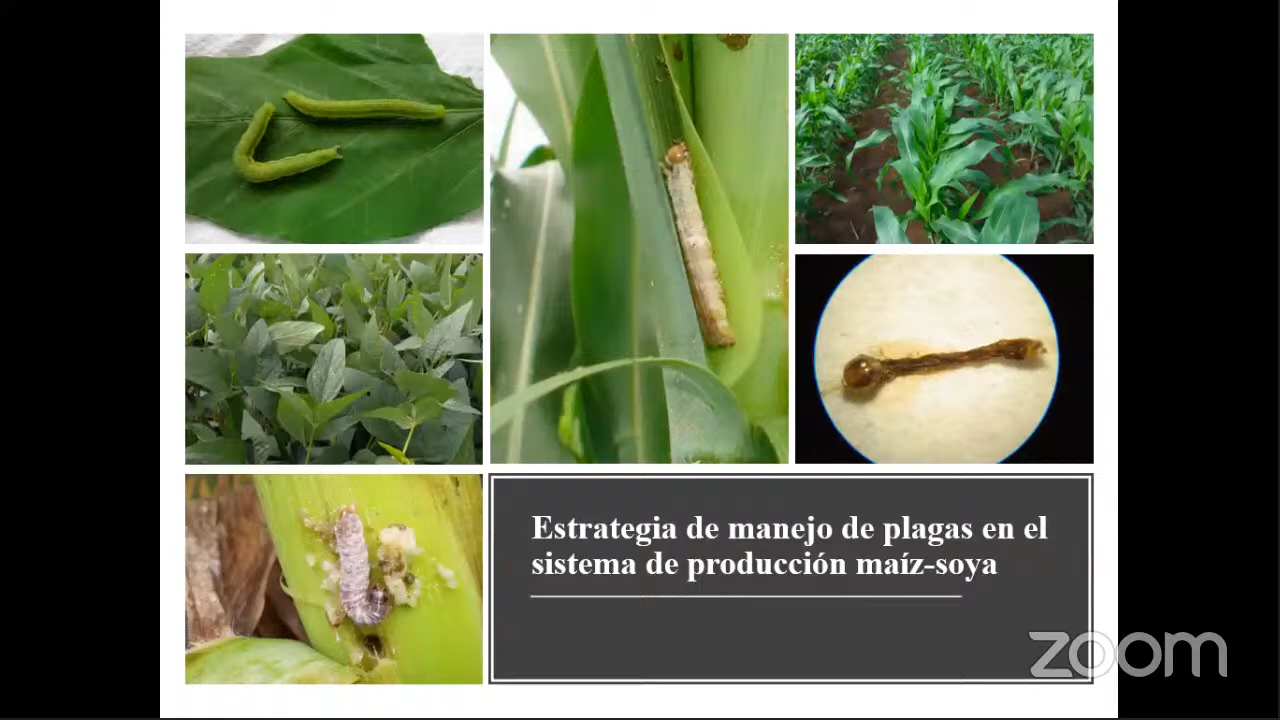 Estrategia de manejo de plagas en el
sistema de producción maíz-soya
zoom